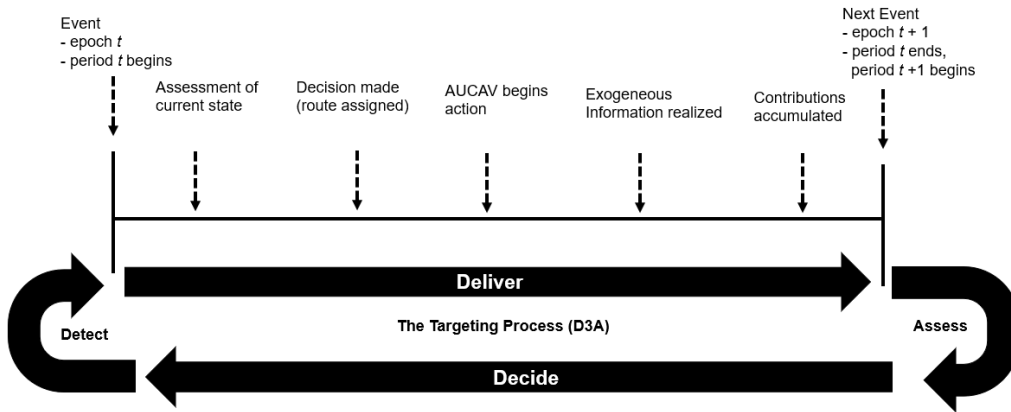 Event
- epoch t
- period t begins
Assessment of
current state
Decision made
(route assigned)
AUCAV begins
action
Exogeneous
Information realized
Contributions
accumulated
Next Event
- epoch t + 1
- period t ends,
period t +1 begins
Deliver
Detect
The Targeting Process (D3A)
Assess
Decide